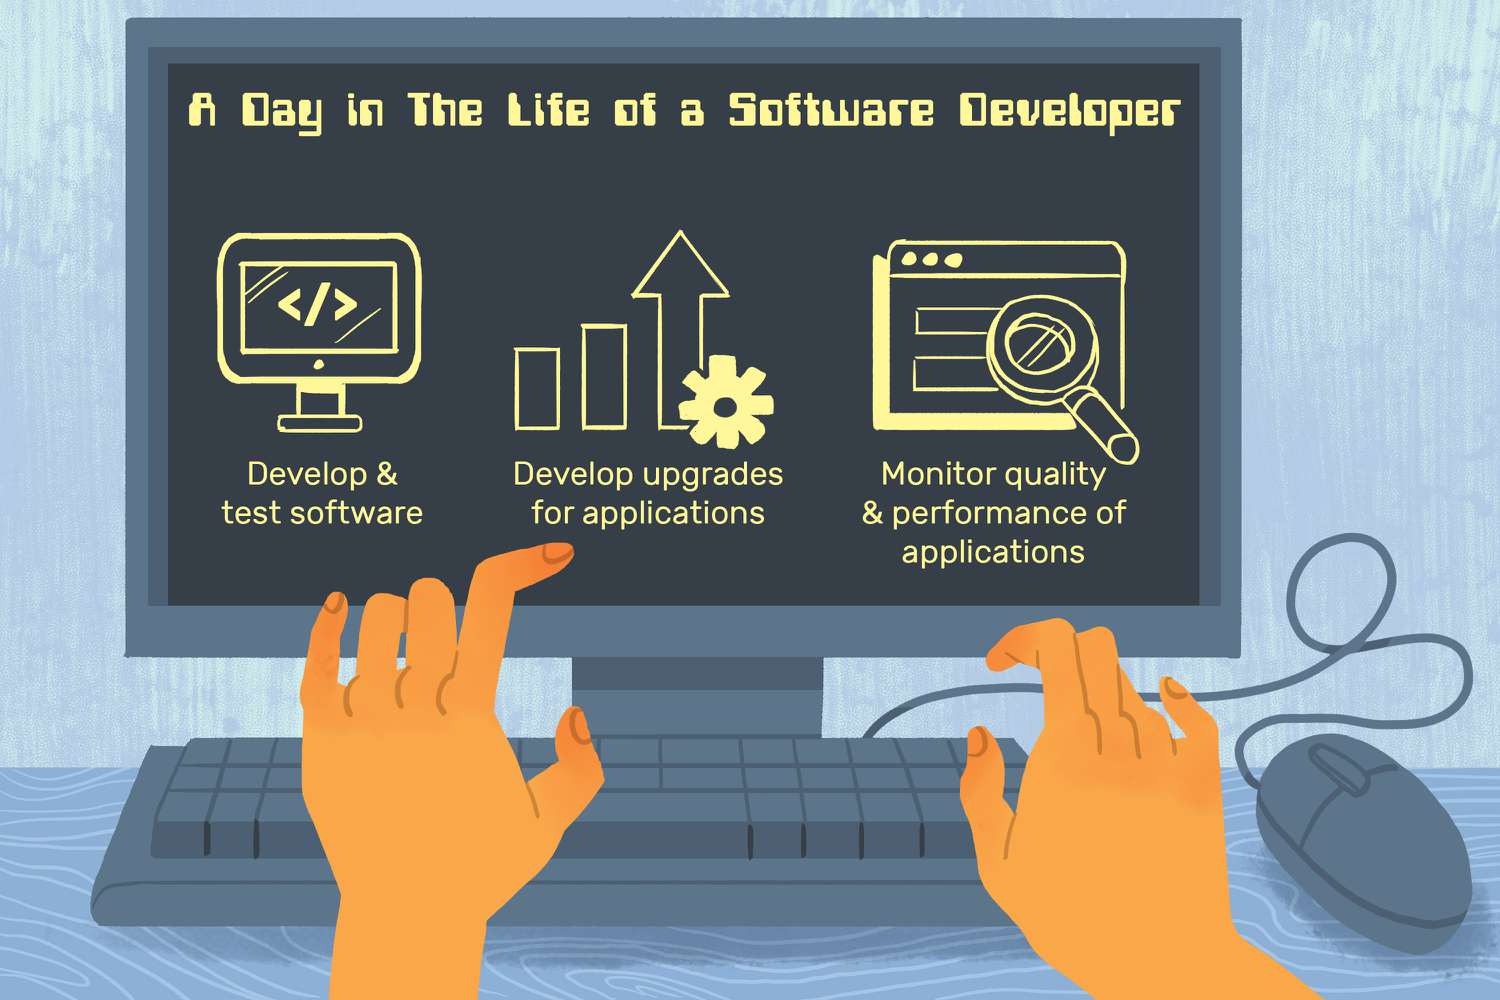 A Day in The Life of a Software Developer
</>
Develop &
test software
Develop upgrades
for applications
Monitor quality
& performance of
applications